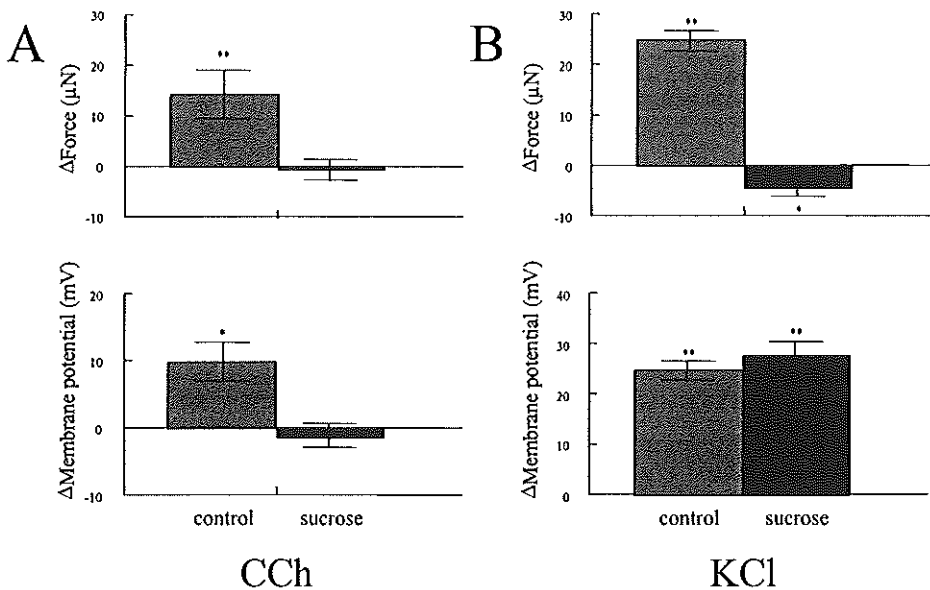 A
ΔForce (µN)
30
20
10
0
-10
**
B
ΔForce (µN)
30
20
10
0
-10
**
*
ΔMembrane potential (mV)
20
10
0
-10
*
control
sucrose
CCh
ΔMembrane potential (mV)
40
30
20
10
0
**
**
control
sucrose
KCl